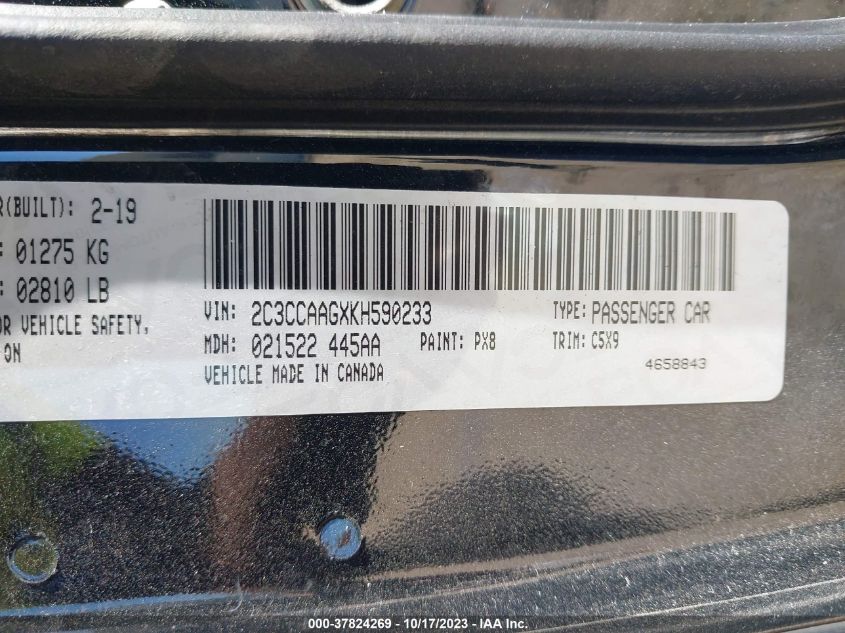 R(BUILT): 2-19
: 01275 KG
: 02810 LB
OR VEHICLE SAFETY,
ON
VIN: 2C3CCAAGXKH590233 TYPE: PASSENGER CAR
MDH: 021522 445AA PAINT: PX8 TRIM: C5X9
VEHICLE MADE IN CANADA 4658843
000-37824269 - 10/17/2023 - IAA Inc.